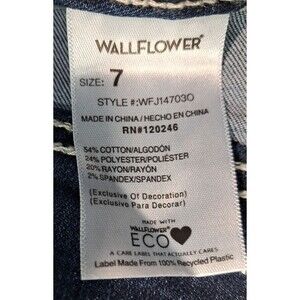 WALLFLOWER®
SIZE: 7
STYLE #:WFJ14703O
MADE IN CHINA / HECHO EN CHINA
RN#120246
54% COTTON/ALGODÓN
24% POLYESTER/POLIÉSTER
20% RAYON/RAYÓN
2% SPANDEX/SPANDEX
(Exclusive Of Decoration)
(Exclusivo Para Decorar)
MADE WITH
WALLFLOWER®
ECO
A CARE LABEL THAT ACTUALLY CARES
Label Made From 100% Recycled Plastic